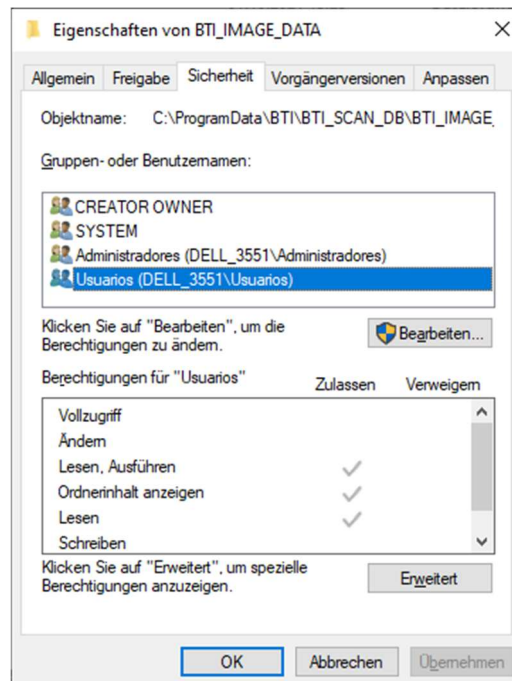 Eigenschaften von BTI_IMAGE_DATA
Allgemein Freigabe Sicherheit Vorgängerversionen Anpassen
Objektname: C:\ProgramData\BTI\BTI_SCAN_DB\BTI_IMAGE_
Gruppen- oder Benutzernamen:
CREATOR OWNER
SYSTEM
Administradores (DELL_3551\Administradores)
Usuarios (DELL_3551\Usuarios)
Klicken Sie auf "Bearbeiten", um die
Berechtigungen zu ändern.
Bearbeiten...
Berechtigungen für "Usuarios" Zulassen Verweigern
Vollzugriff
Ändern
Lesen, Ausführen
Ordnerinhalt anzeigen
Lesen
Schreiben
Klicken Sie auf "Erweitert", um spezielle
Berechtigungen anzuzeigen.
Erweitert
OK Abbrechen Übernehmen